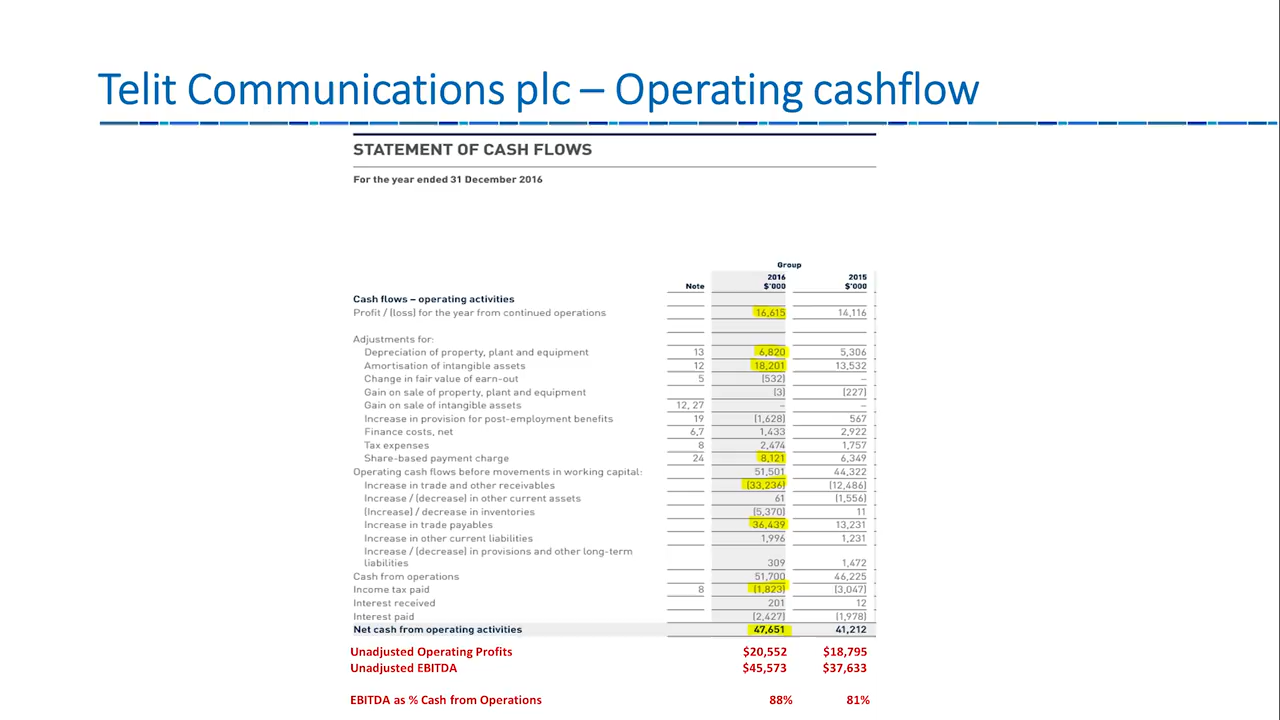 Telit Communications plc – Operating cashflow
STATEMENT OF CASH FLOWS
For the year ended 31 December 2016
Group
2016 2015
Note $'000 $'000
Cash flows – operating activities
Profit / (loss) for the year from continued operations 16,615 14,116
Adjustments for:
Depreciation of property, plant and equipment 13 6,820 5,306
Amortisation of intangible assets 12 18,201 13,532
Change in fair value of earn-out 5 (532) –
Gain on sale of property, plant and equipment (3) (227)
Gain on sale of intangible assets 12, 27 – –
Increase in provision for post-employment benefits 19 (1,628) 567
Finance costs, net 6,7 1,433 2,922
Tax expenses 8 2,474 1,757
Share-based payment charge 24 8,121 6,349
Operating cash flows before movements in working capital: 51,501 44,322
Increase in trade and other receivables (33,236) (12,486)
Increase / (decrease) in other current assets 61 (1,556)
(Increase) / decrease in inventories (5,370) 11
Increase in trade payables 36,439 13,231
Increase in other current liabilities 1,996 1,231
Increase / (decrease) in provisions and other long-term
liabilities 309 1,472
Cash from operations 51,700 46,225
Income tax paid 8 (1,823) (3,047)
Interest received 201 12
Interest paid (2,427) (1,978)
Net cash from operating activities 47,651 41,212
Unadjusted Operating Profits $20,552 $18,795
Unadjusted EBITDA $45,573 $37,633
EBITDA as % Cash from Operations 88% 81%